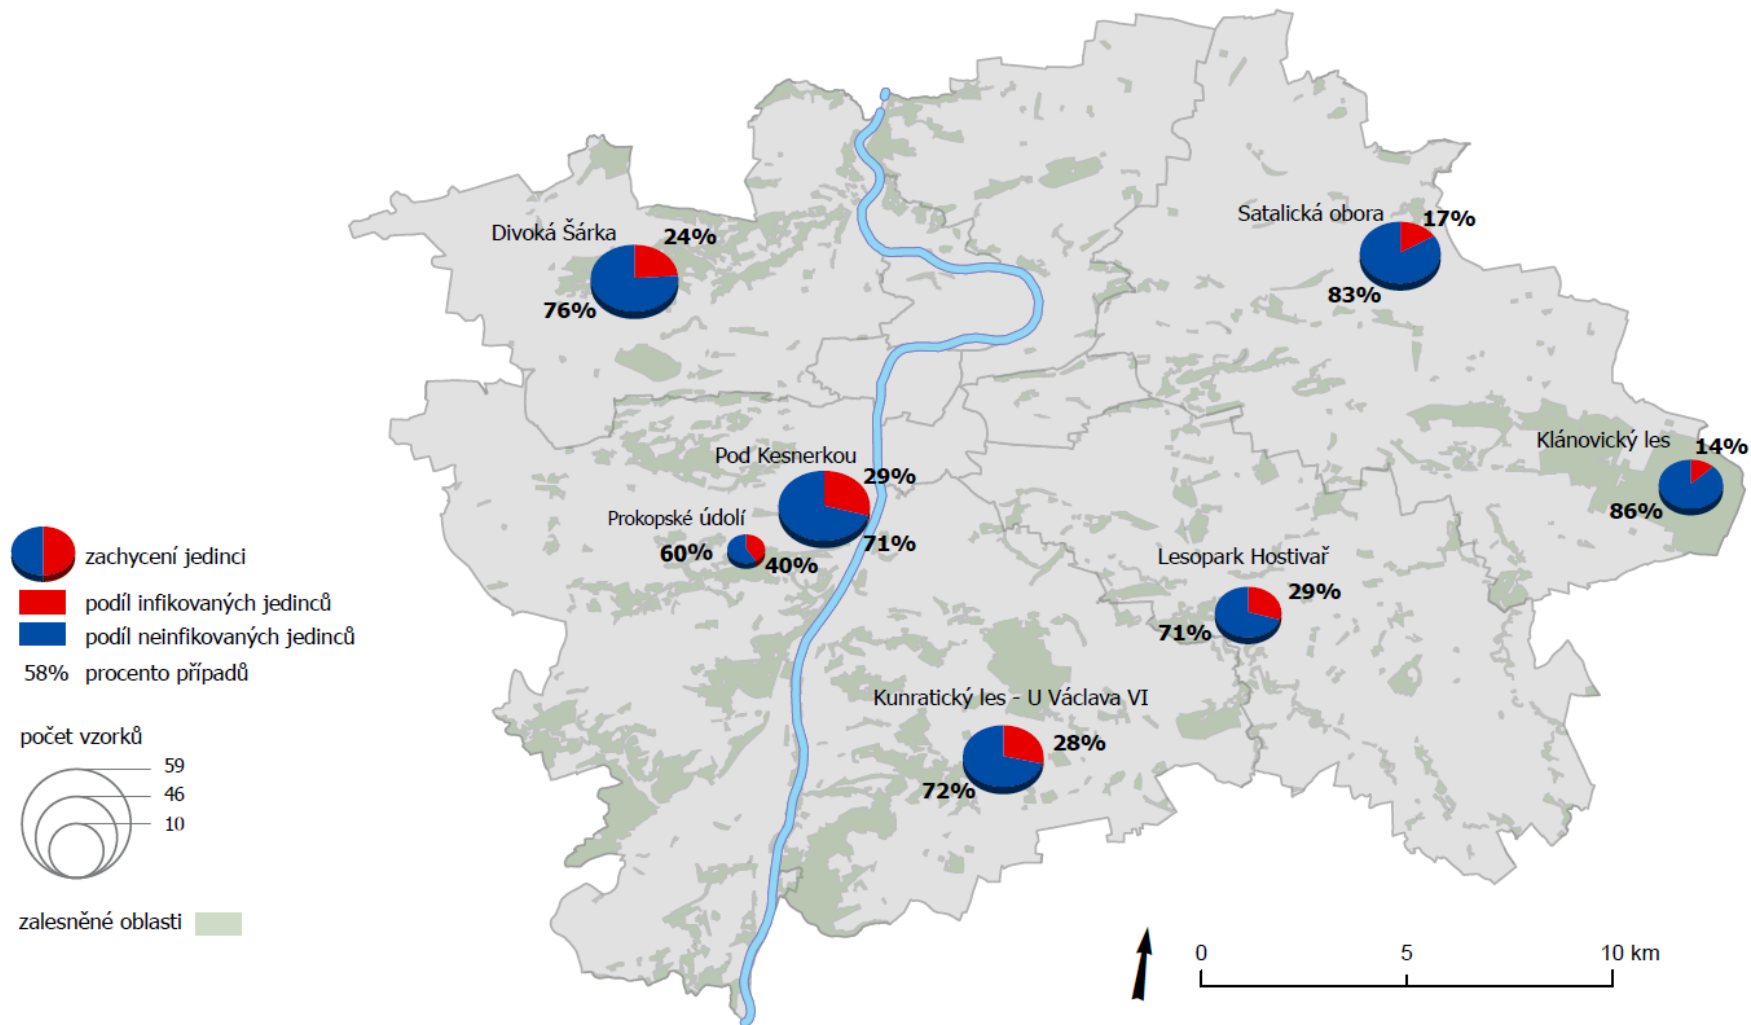 Satalická obora
17%
Divoká Šárka
24%
83%
76%
Klánovický les
14%
Pod Kesnerkou
29%
86%
Prokopské údolí
71%
60%
40%
Lesopark Hostivař
29%
71%
zachycení jedinci
podíl infikovaných jedinců
podíl neinfikovaných jedinců
58% procento případů
Kunratický les - U Václava VI
28%
72%
počet vzorků
59
46
10
zalesněné oblasti
0 5 10 km